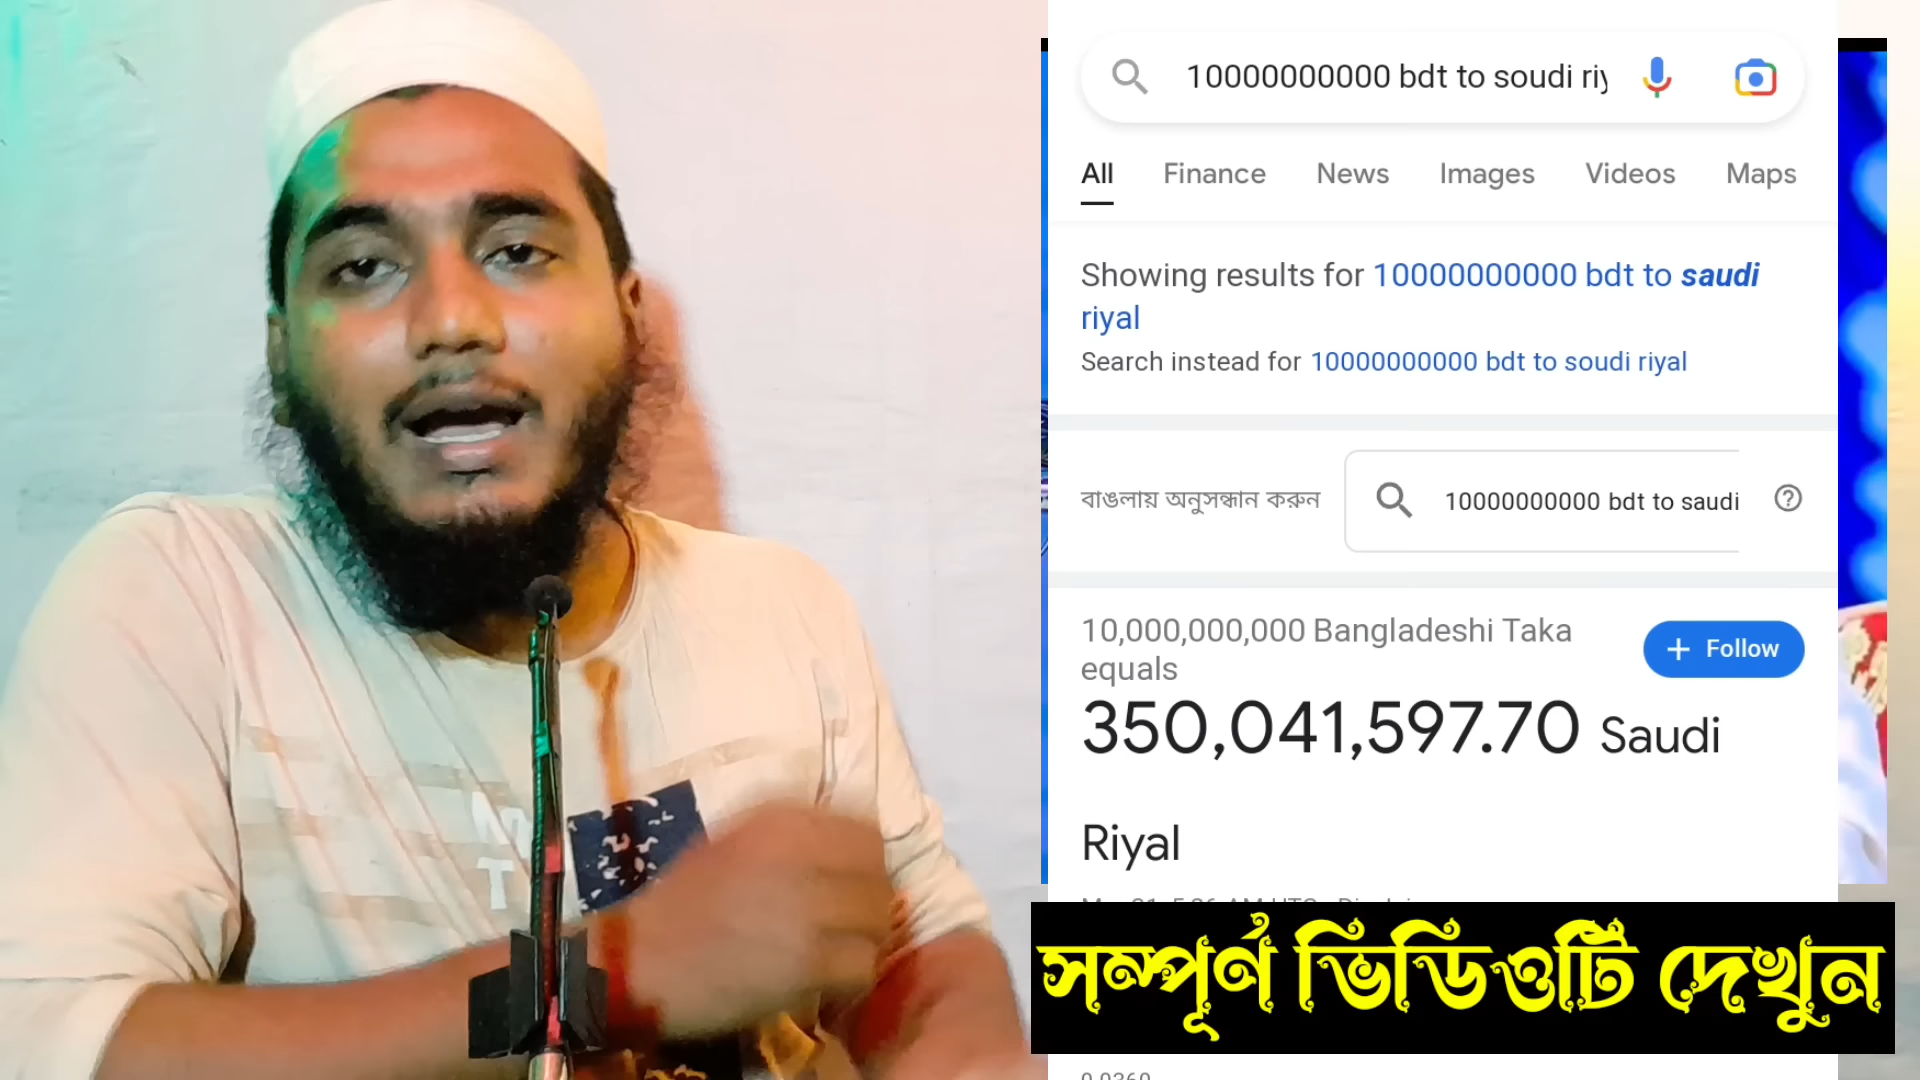 10000000000 bdt to soudi riy
All Finance News Images Videos Maps
Showing results for 10000000000 bdt to saudi
riyal
Search instead for 10000000000 bdt to soudi riyal
বাঙলায় অনুসন্ধান করুন
10000000000 bdt to saudi
10,000,000,000 Bangladeshi Taka
equals
+ Follow
350,041,597.70 Saudi
Riyal
সম্পূর্ণ ভিডিওটি দেখুন